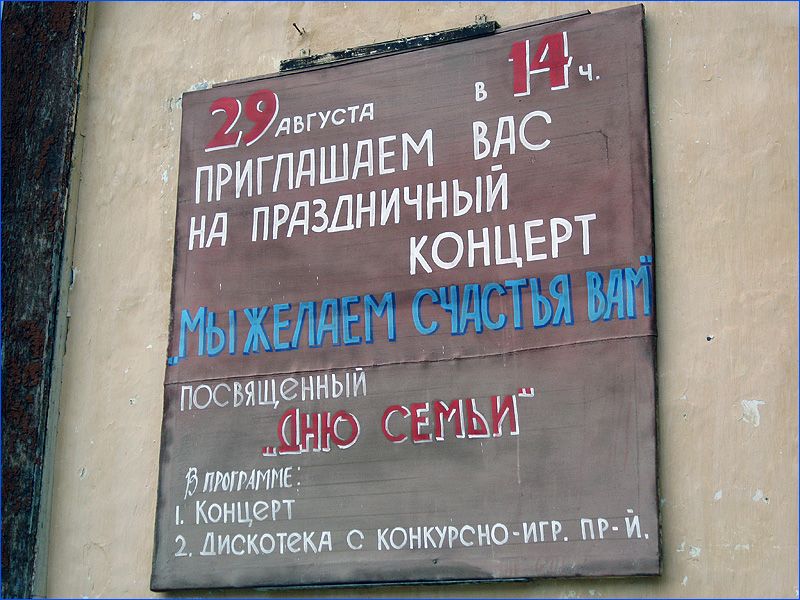 29 АВГУСТА В 14 Ч.
ПРИГЛАШАЕМ ВАС
НА ПРАЗДНИЧНЫЙ
КОНЦЕРТ
„МЫ ЖЕЛАЕМ СЧАСТЬЯ ВАМ"
ПОСВЯЩЕННЫЙ
„ДНЮ СЕМЬИ"
В ПРОГРАММЕ:
1. КОНЦЕРТ
2. ДИСКОТЕКА С КОНКУРСНО-ИГР. ПР-Й.